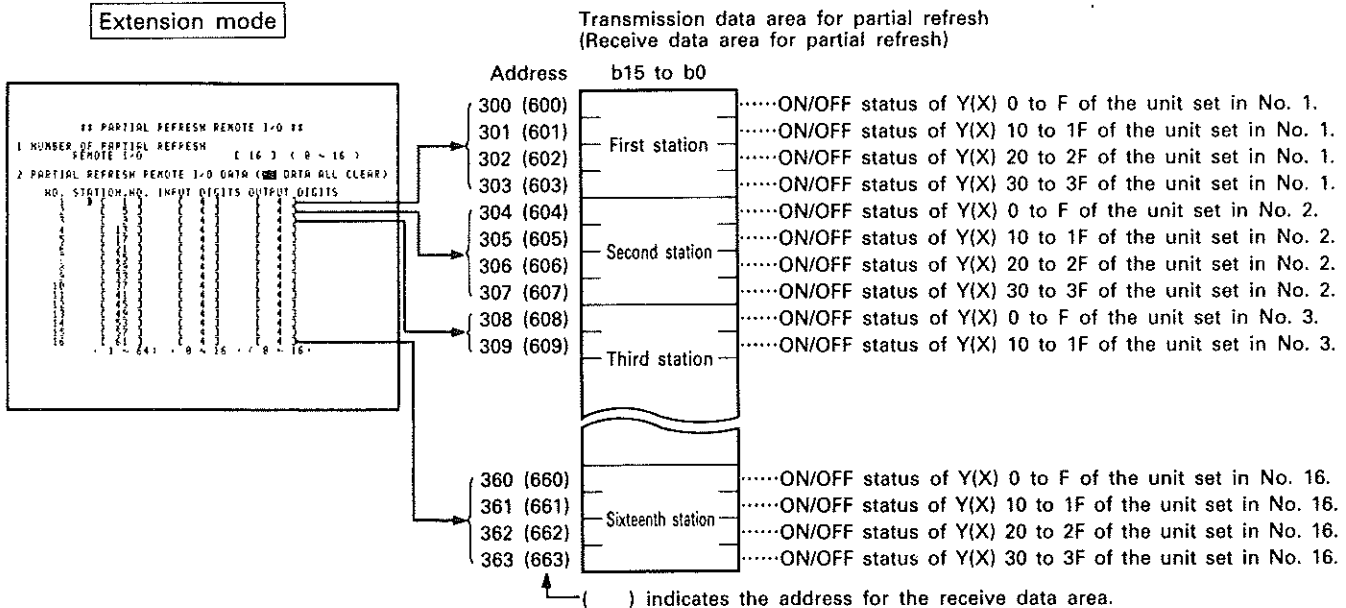 Extension mode
Transmission data area for partial refresh
(Receive data area for partial refresh)
Address b15 to b0
## PARTIAL REFRESH REMOTE I/O ##
1 NUMBER OF PARTIAL REFRESH
REMOTE I/O [ 16 ] ( 0 ~ 16 )
2 PARTIAL REFRESH REMOTE I/O DATA ( DATA ALL CLEAR)
NO. STATION.NO. INPUT DIGITS OUTPUT DIGITS
( 1 ~ 64) ( 0 ~ 16 ) ( 0 ~ 16)
300 (600) ······ON/OFF status of Y(X) 0 to F of the unit set in No. 1.
301 (601) ······ON/OFF status of Y(X) 10 to 1F of the unit set in No. 1.
First station
302 (602) ······ON/OFF status of Y(X) 20 to 2F of the unit set in No. 1.
303 (603) ······ON/OFF status of Y(X) 30 to 3F of the unit set in No. 1.
304 (604) ······ON/OFF status of Y(X) 0 to F of the unit set in No. 2.
305 (605) ······ON/OFF status of Y(X) 10 to 1F of the unit set in No. 2.
Second station
306 (606) ······ON/OFF status of Y(X) 20 to 2F of the unit set in No. 2.
307 (607) ······ON/OFF status of Y(X) 30 to 3F of the unit set in No. 2.
308 (608) ······ON/OFF status of Y(X) 0 to F of the unit set in No. 3.
309 (609) ······ON/OFF status of Y(X) 10 to 1F of the unit set in No. 3.
Third station
360 (660) ······ON/OFF status of Y(X) 0 to F of the unit set in No. 16.
361 (661) ······ON/OFF status of Y(X) 10 to 1F of the unit set in No. 16.
Sixteenth station
362 (662) ······ON/OFF status of Y(X) 20 to 2F of the unit set in No. 16.
363 (663) ······ON/OFF status of Y(X) 30 to 3F of the unit set in No. 16.
( ) indicates the address for the receive data area.